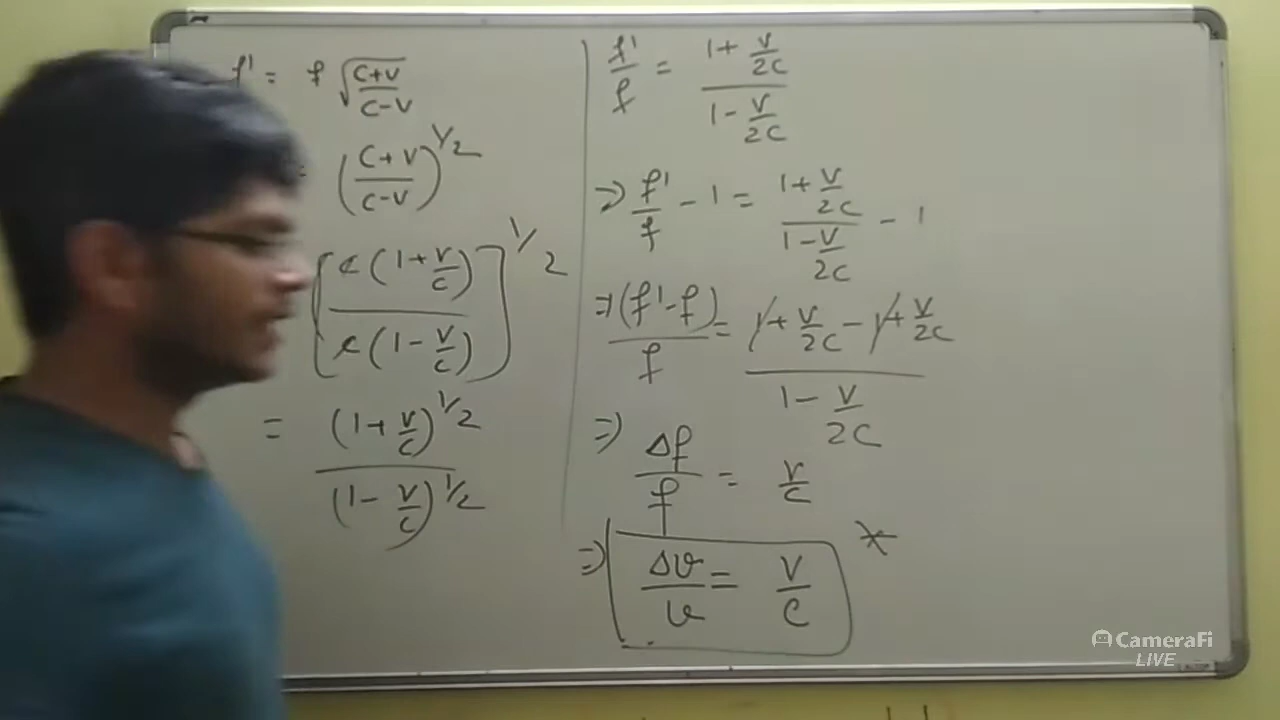 f' = f √(C+V / C-V)
= (C+V / C-V)^1/2
[C(1+V/C) / C(1-V/C)]^1/2
= (1+V/C)^1/2 / (1-V/C)^1/2
f'/f = (1+V/2C) / (1-V/2C)
⇒ f'/f - 1 = (1+V/2C) / (1-V/2C) - 1
⇒ (f'-f)/f = (1+V/2C-1+V/2C) / (1-V/2C)
⇒ Δf/f = V/C
⇒ Δν/ν = V/C *
CameraFi
LIVE